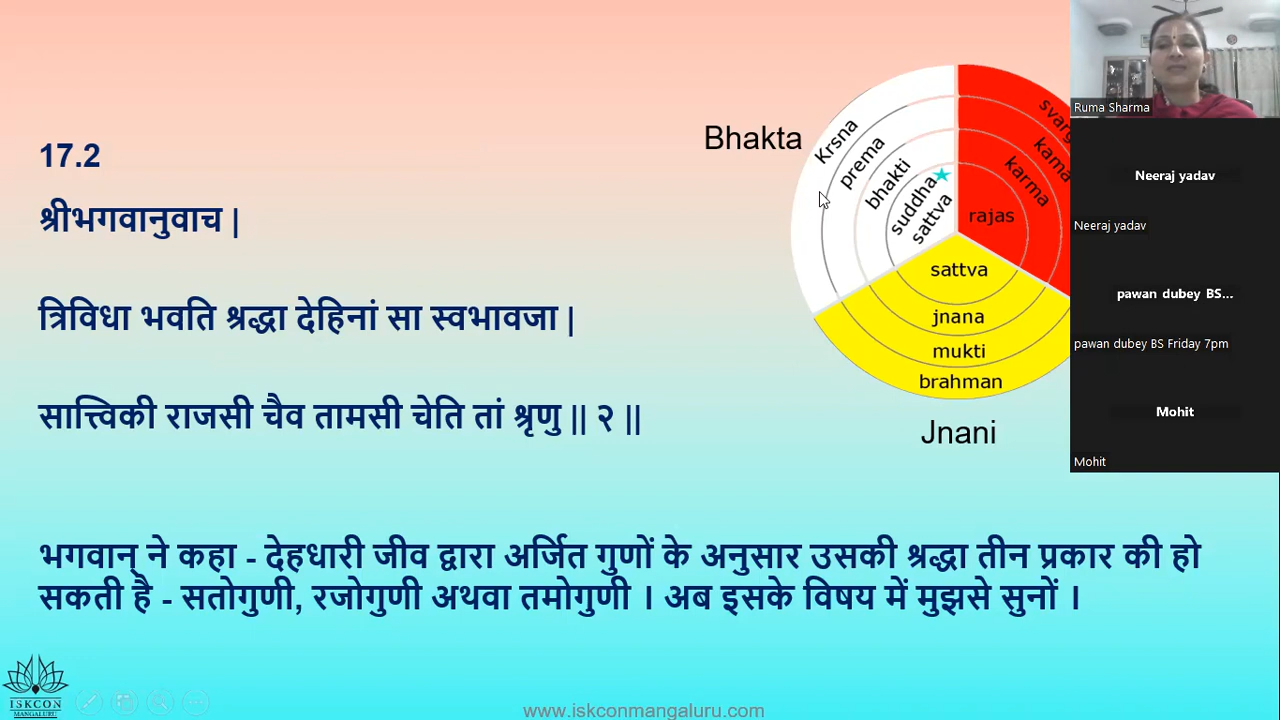 17.2
श्रीभगवानुवाच |
त्रिविधा भवति श्रद्धा देहिनां सा स्वभावजा |
सात्त्विकी राजसी चैव तामसी चेति तां श्रृणु || २ ||
भगवान् ने कहा - देहधारी जीव द्वारा अर्जित गुणों के अनुसार उसकी श्रद्धा तीन प्रकार की हो
सकती है - सतोगुणी, रजोगुणी अथवा तमोगुणी । अब इसके विषय में मुझसे सुनों ।
Bhakta
Krsna
prema
bhakti
suddha
sattva
kama
karma
rajas
sattva
jnana
mukti
brahman
Jnani
Ruma Sharma
Neeraj yadav
Neeraj yadav
pawan dubey BS...
pawan dubey BS Friday 7pm
Mohit
Mohit
ISKCON
MANGALURU
www.iskconmangaluru.com